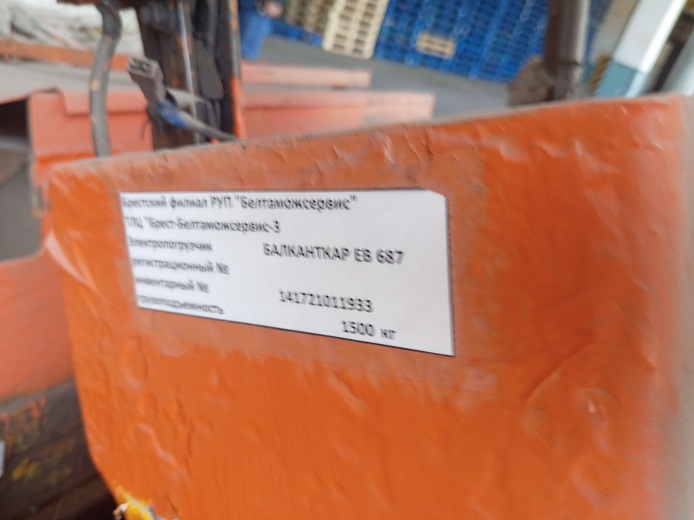 Брестский филиал РУП "Белтаможсервис"
ТЛЦ "Брест-Белтаможсервис-3
Электропогрузчик БАЛКАНТКАР ЕВ 687
регистрационный №
инвентарный № 141721011933
грузоподъемность 1500 кг